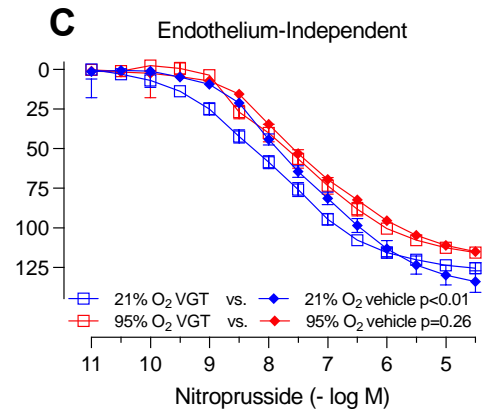 C
Endothelium-Independent
0
25
50
75
100
125
21% O₂ VGT vs. 21% O₂ vehicle p<0.01
95% O₂ VGT vs. 95% O₂ vehicle p=0.26
11 10 9 8 7 6 5
Nitroprusside (- log M)